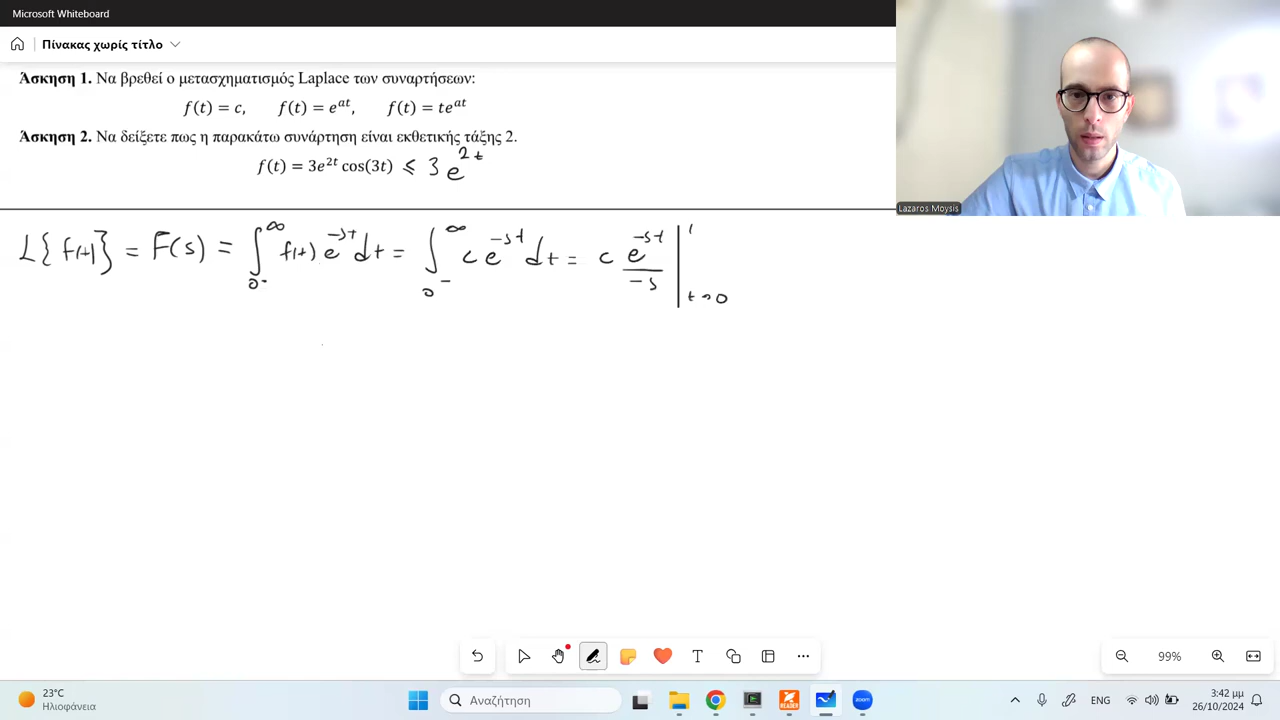 Microsoft Whiteboard
Πίνακας χωρίς τίτλο
Άσκηση 1. Να βρεθεί ο μετασχηματισμός Laplace των συναρτήσεων:
f(t) = c, f(t) = e^{at}, f(t) = te^{at}
Άσκηση 2. Να δείξετε πως η παρακάτω συνάρτηση είναι εκθετικής τάξης 2.
f(t) = 3e^{2t} cos(3t) ≤ 3 e^{2t}
Lazaros Moysis
L{f(t)} = F(s) = ∫_{0^-}^{∞} f(t) e^{-st} dt = ∫_{0^-}^{∞} c e^{-st} dt = c e^{-st}/-s |_{t→0}
99%
23°C
Ηλιοφάνεια
Αναζήτηση
READER
zoom
ENG
3:42 μμ
26/10/2024